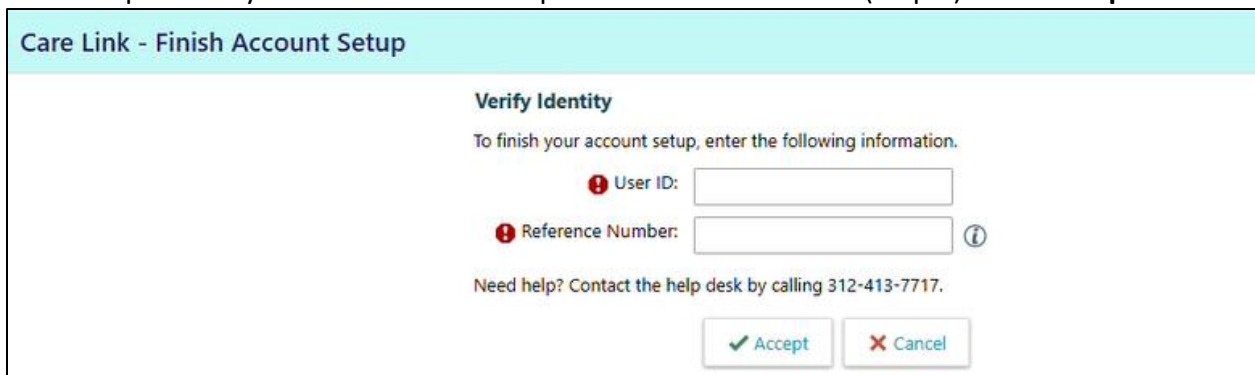 Care Link - Finish Account Setup
Verify Identity
To finish your account setup, enter the following information.
User ID:
Reference Number:
Need help? Contact the help desk by calling 312-413-7717.
Accept Cancel